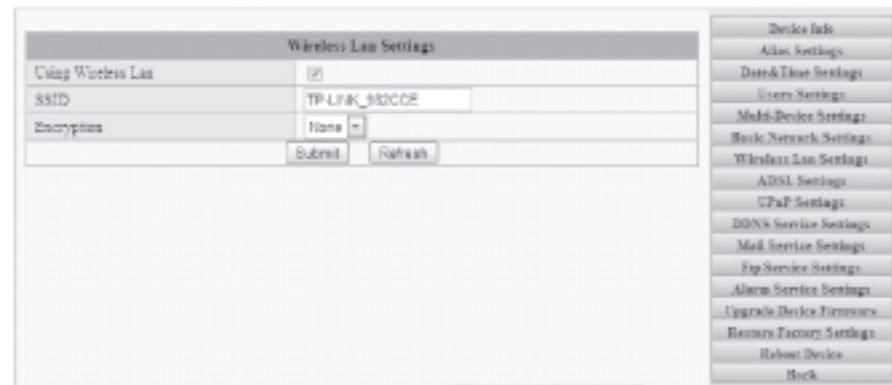 Wireless Lan Settings
Using Wireless Lan
SSID
Encryption
None
Submit Refresh
Device Info
Alias Settings
Date&Time Settings
Users Settings
Multi-Device Settings
Basic Network Settings
Wireless Lan Settings
ADSL Settings
UPnP Settings
DDNS Service Settings
Mail Service Settings
Ftp Service Settings
Alarm Service Settings
Upgrade Device Firmware
Restore Factory Settings
Reboot Device
Back